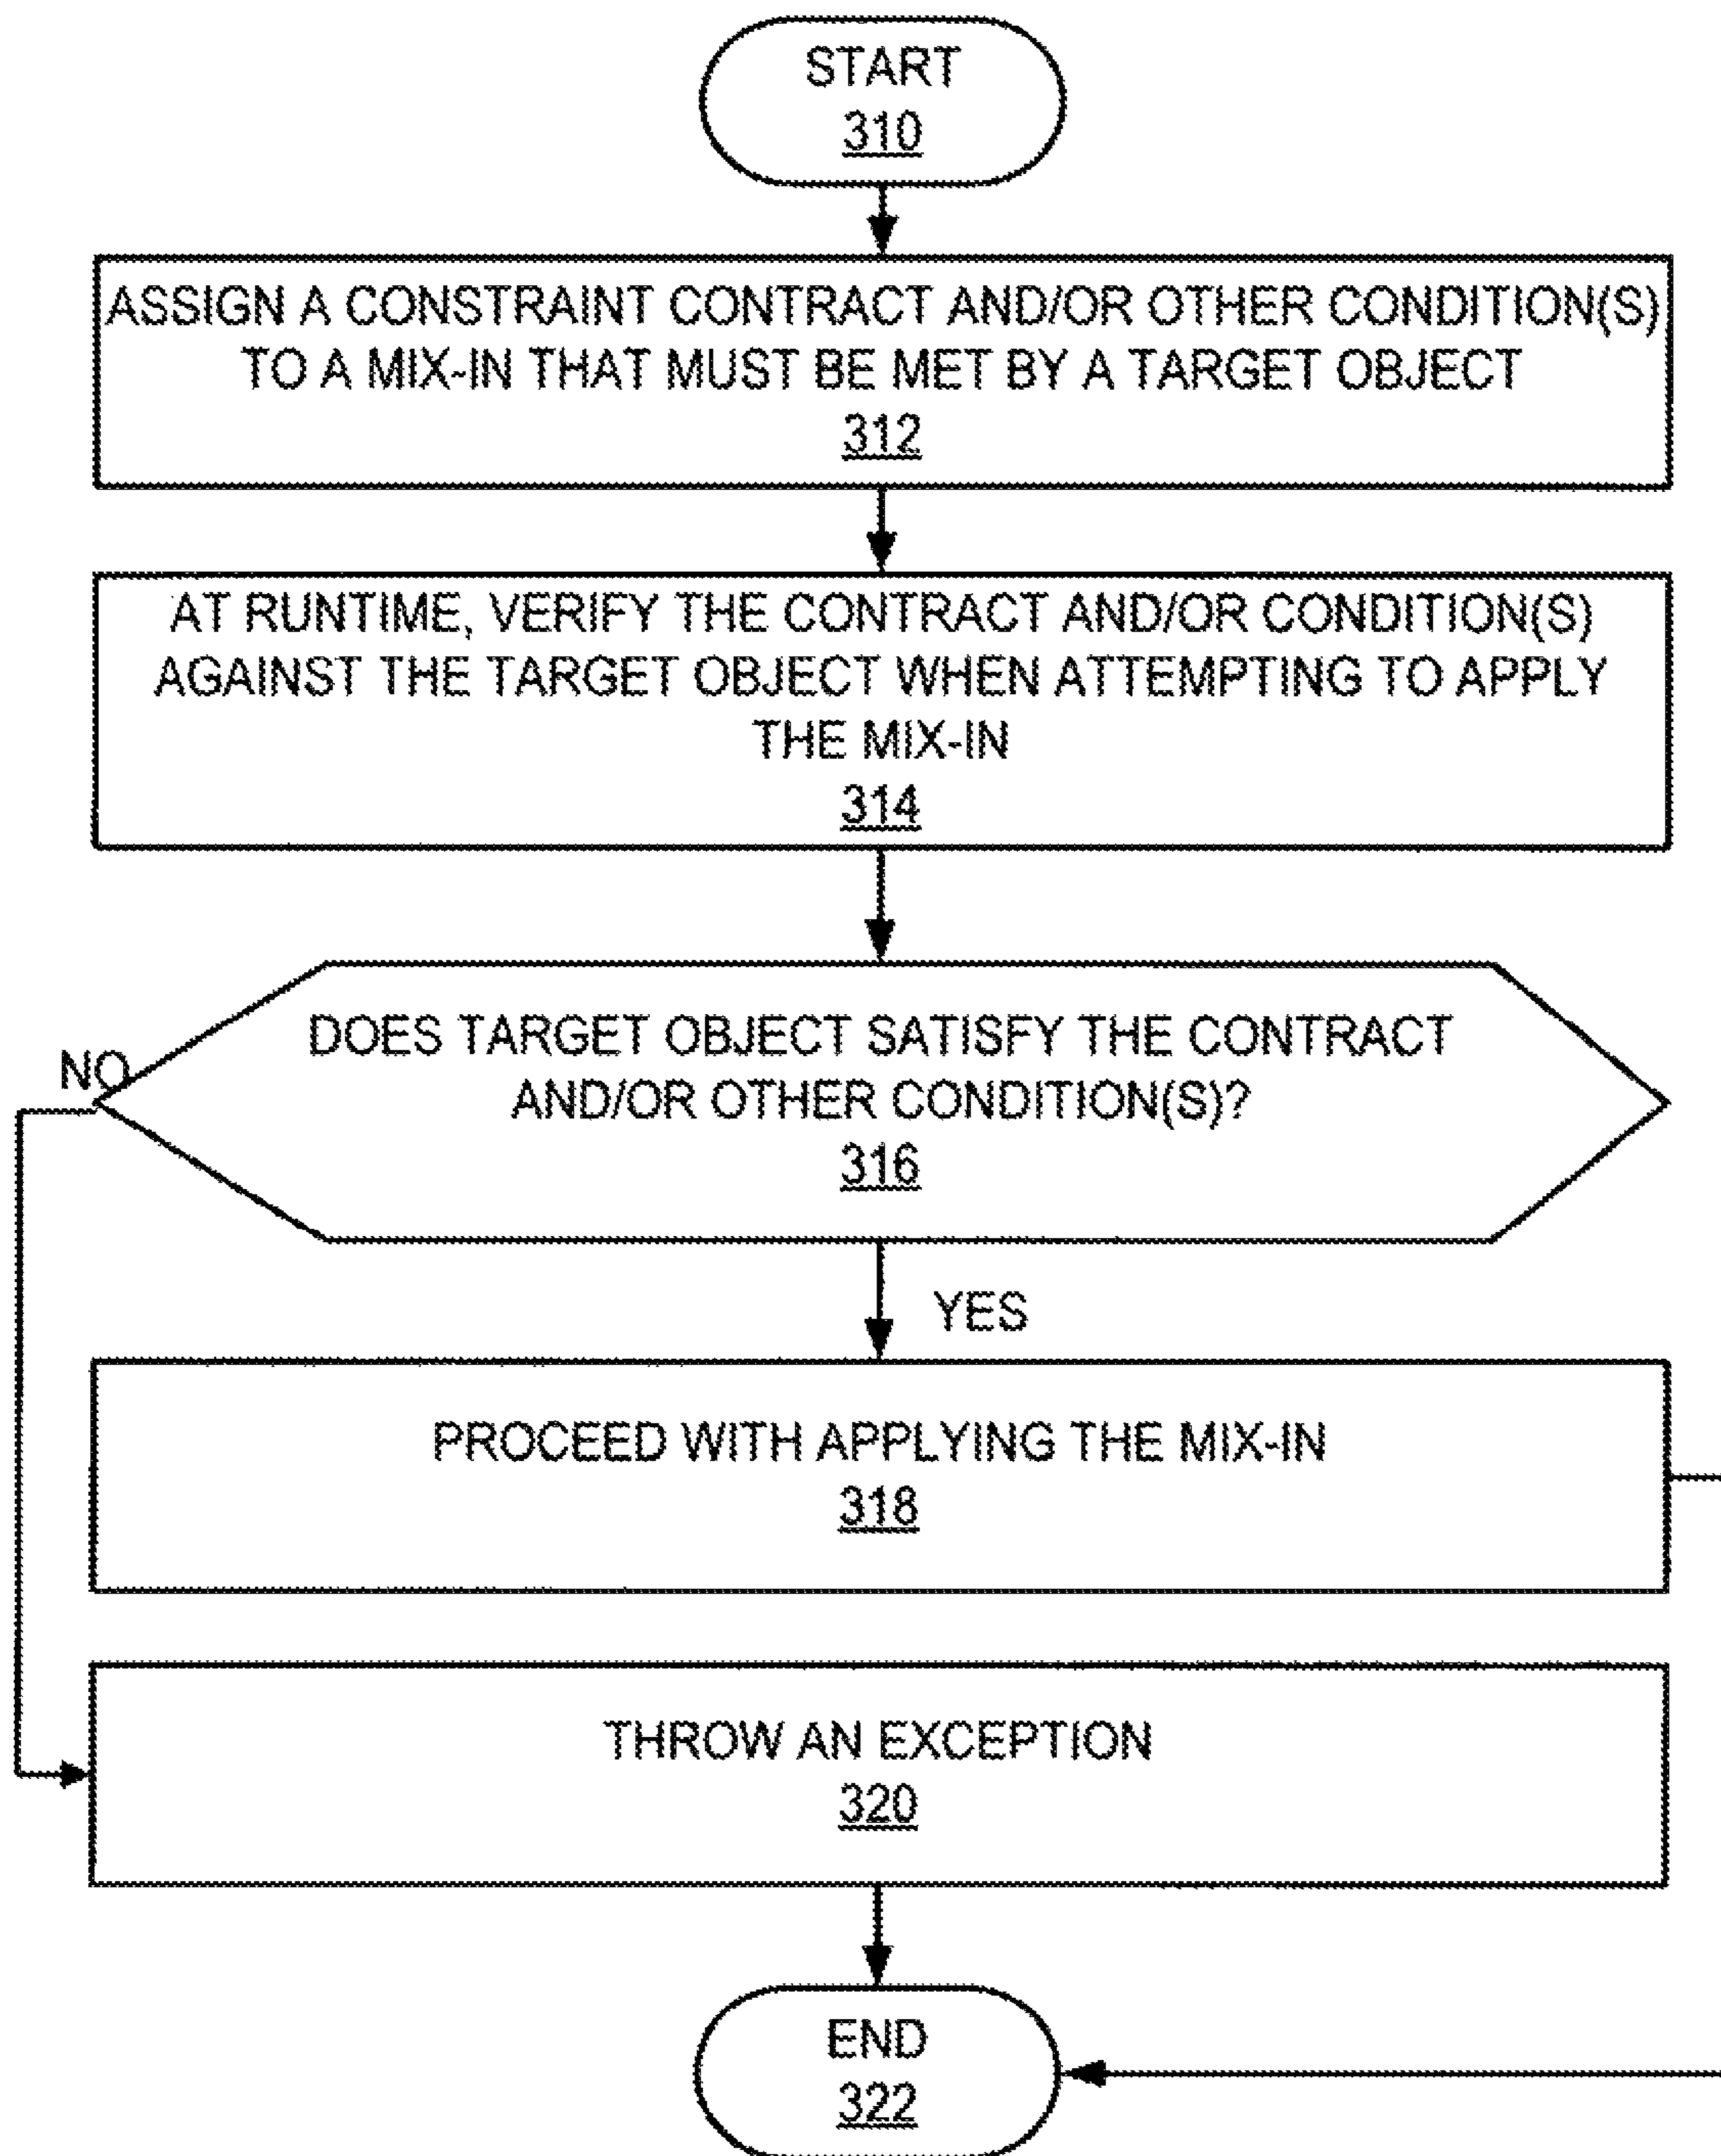 START
310
ASSIGN A CONSTRAINT CONTRACT AND/OR OTHER CONDITION(S)
TO A MIX-IN THAT MUST BE MET BY A TARGET OBJECT
312
AT RUNTIME, VERIFY THE CONTRACT AND/OR CONDITION(S)
AGAINST THE TARGET OBJECT WHEN ATTEMPTING TO APPLY
THE MIX-IN
314
DOES TARGET OBJECT SATISFY THE CONTRACT
NO
AND/OR OTHER CONDITION(S)?
316
YES
PROCEED WITH APPLYING THE MIX-IN
318
THROW AN EXCEPTION
320
END
322